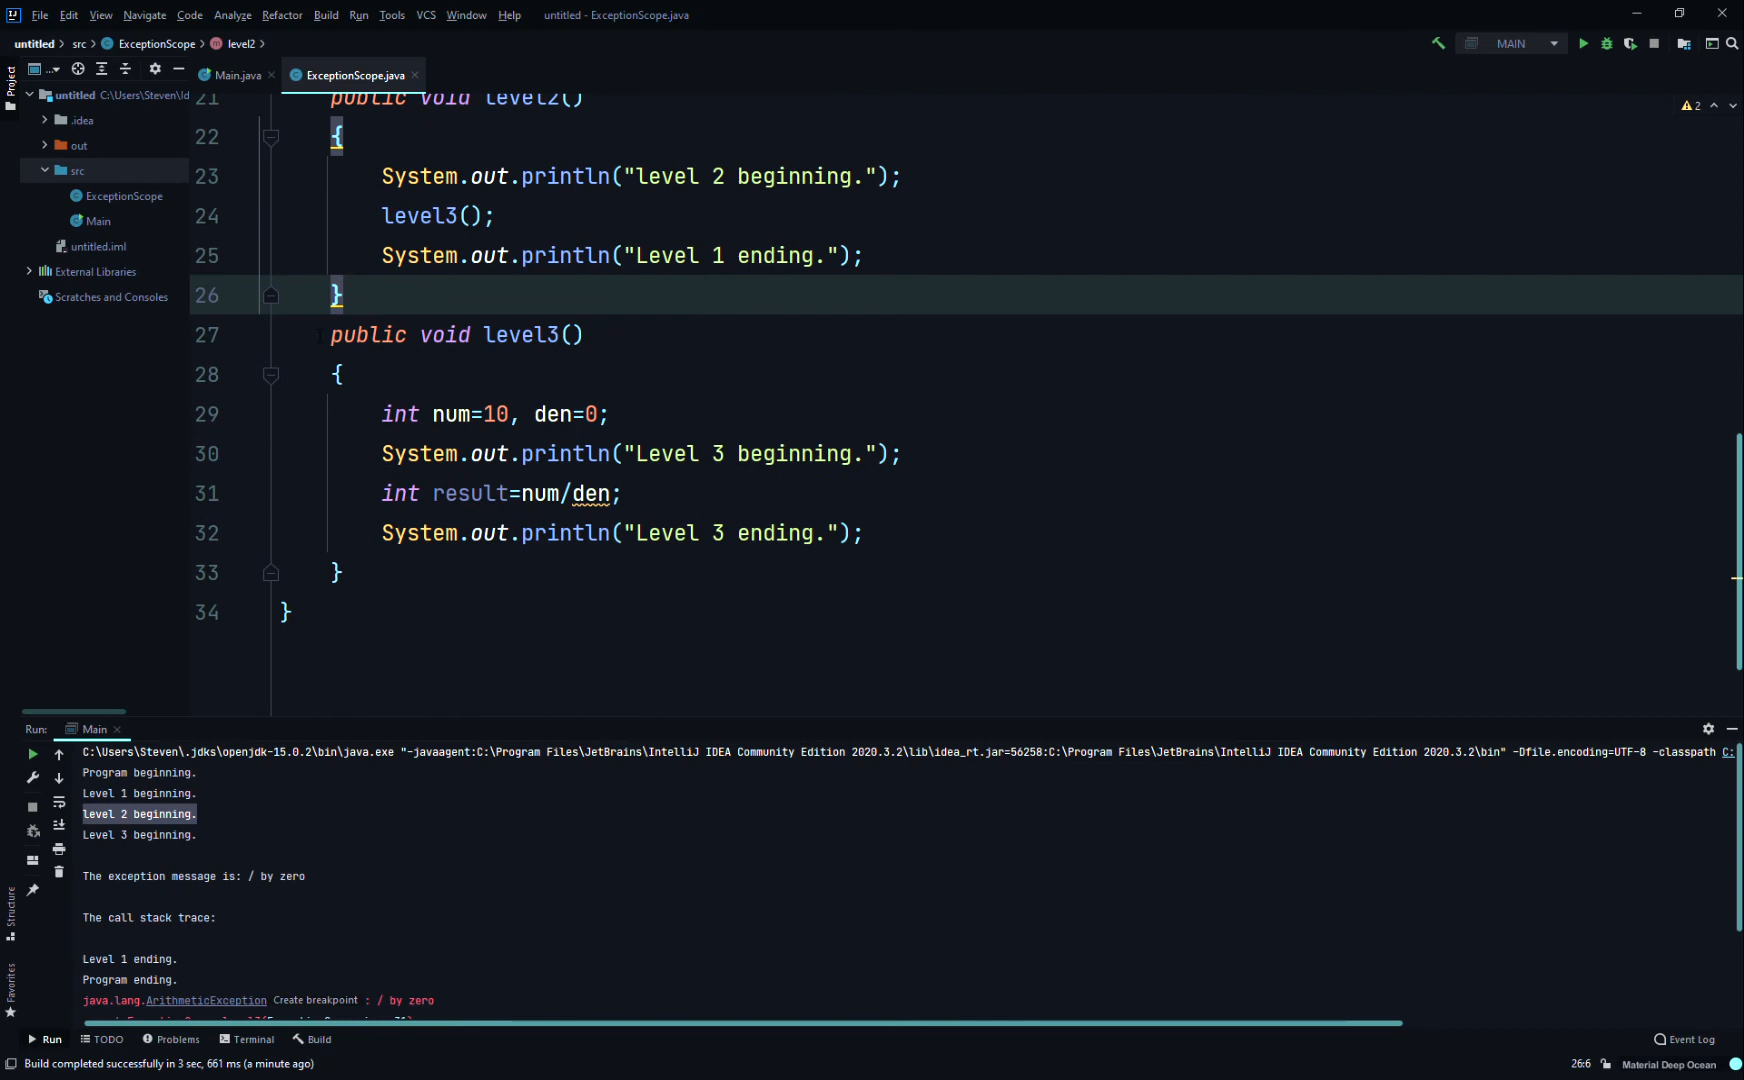 File Edit View Navigate Code Analyze Refactor Build Run Tools VCS Window Help untitled - ExceptionScope.java
untitled src ExceptionScope level2 MAIN
Project
Main.java ExceptionScope.java
untitled C:\Users\Steven\Id
.idea
out
src
ExceptionScope
Main
untitled.iml
External Libraries
Scratches and Consoles
2
21 public void level2()
22 {
23 System.out.println("level 2 beginning.");
24 level3();
25 System.out.println("Level 1 ending.");
26 }
27 public void level3()
28 {
29 int num=10, den=0;
30 System.out.println("Level 3 beginning.");
31 int result=num/den;
32 System.out.println("Level 3 ending.");
33 }
34 }
Run: Main
C:\Users\Steven\.jdks\openjdk-15.0.2\bin\java.exe "-javaagent:C:\Program Files\JetBrains\IntelliJ IDEA Community Edition 2020.3.2\lib\idea_rt.jar=56258:C:\Program Files\JetBrains\IntelliJ IDEA Community Edition 2020.3.2\bin" -Dfile.encoding=UTF-8 -classpath C:
Program beginning.
Level 1 beginning.
level 2 beginning.
Level 3 beginning.
The exception message is: / by zero
The call stack trace:
Level 1 ending.
Program ending.
java.lang.ArithmeticException Create breakpoint : / by zero
Structure
Favorites
Run TODO Problems Terminal Build Event Log
Build completed successfully in 3 sec, 661 ms (a minute ago) 26:6 Material Deep Ocean